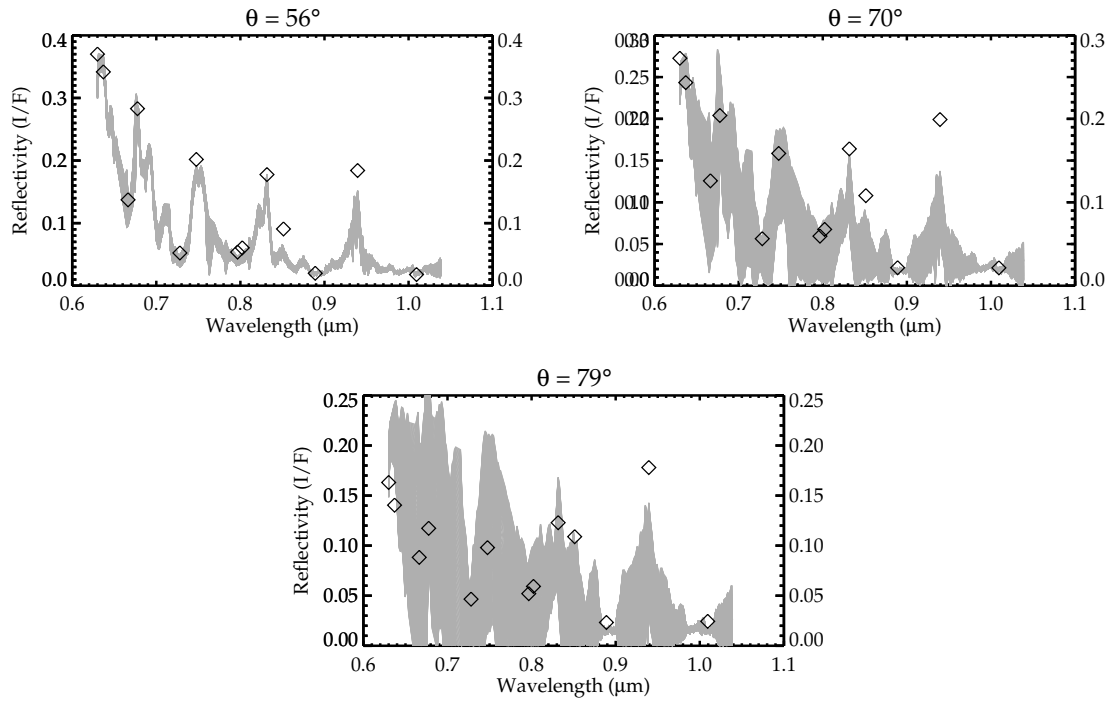 θ = 56°
θ = 70°
0.4 0.4
0.3 0.3
0.2 0.2
0.1 0.1
0.0 0.0
Reflectivity (I/F)
0.6 0.7 0.8 0.9 1.0 1.1
Wavelength (μm)
0.30 0.3
0.25
0.20 0.2
0.15
0.10 0.1
0.05
0.00 0.0
Reflectivity (I/F)
0.6 0.7 0.8 0.9 1.0 1.1
Wavelength (μm)
θ = 79°
0.25 0.25
0.20 0.20
0.15 0.15
0.10 0.10
0.05 0.05
0.00 0.00
Reflectivity (I/F)
0.6 0.7 0.8 0.9 1.0 1.1
Wavelength (μm)